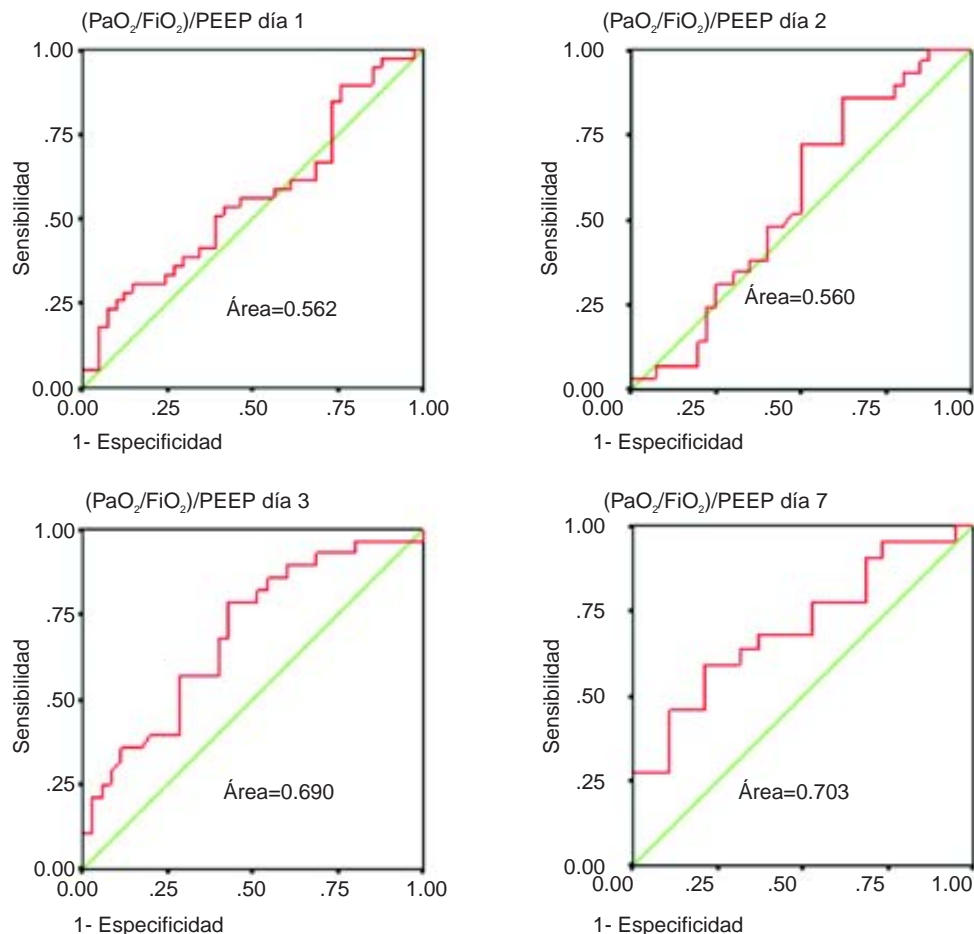 (PaO₂/FiO₂)/PEEP día 1
1.00
.75
.50
.25
0.00
Sensibilidad
Área=0.562
0.00 .25 .50 .75 1.00
1- Especificidad
(PaO₂/FiO₂)/PEEP día 2
1.00
.75
.50
.25
0.00
Sensibilidad
Área=0.560
0.00 .25 .50 .75 1.00
1- Especificidad
(PaO₂/FiO₂)/PEEP día 3
1.00
.75
.50
.25
0.00
Sensibilidad
Área=0.690
0.00 .25 .50 .75 1.00
1- Especificidad
(PaO₂/FiO₂)/PEEP día 7
1.00
.75
.50
.25
0.00
Sensibilidad
Área=0.703
0.00 .25 .50 .75 1.00
1- Especificidad